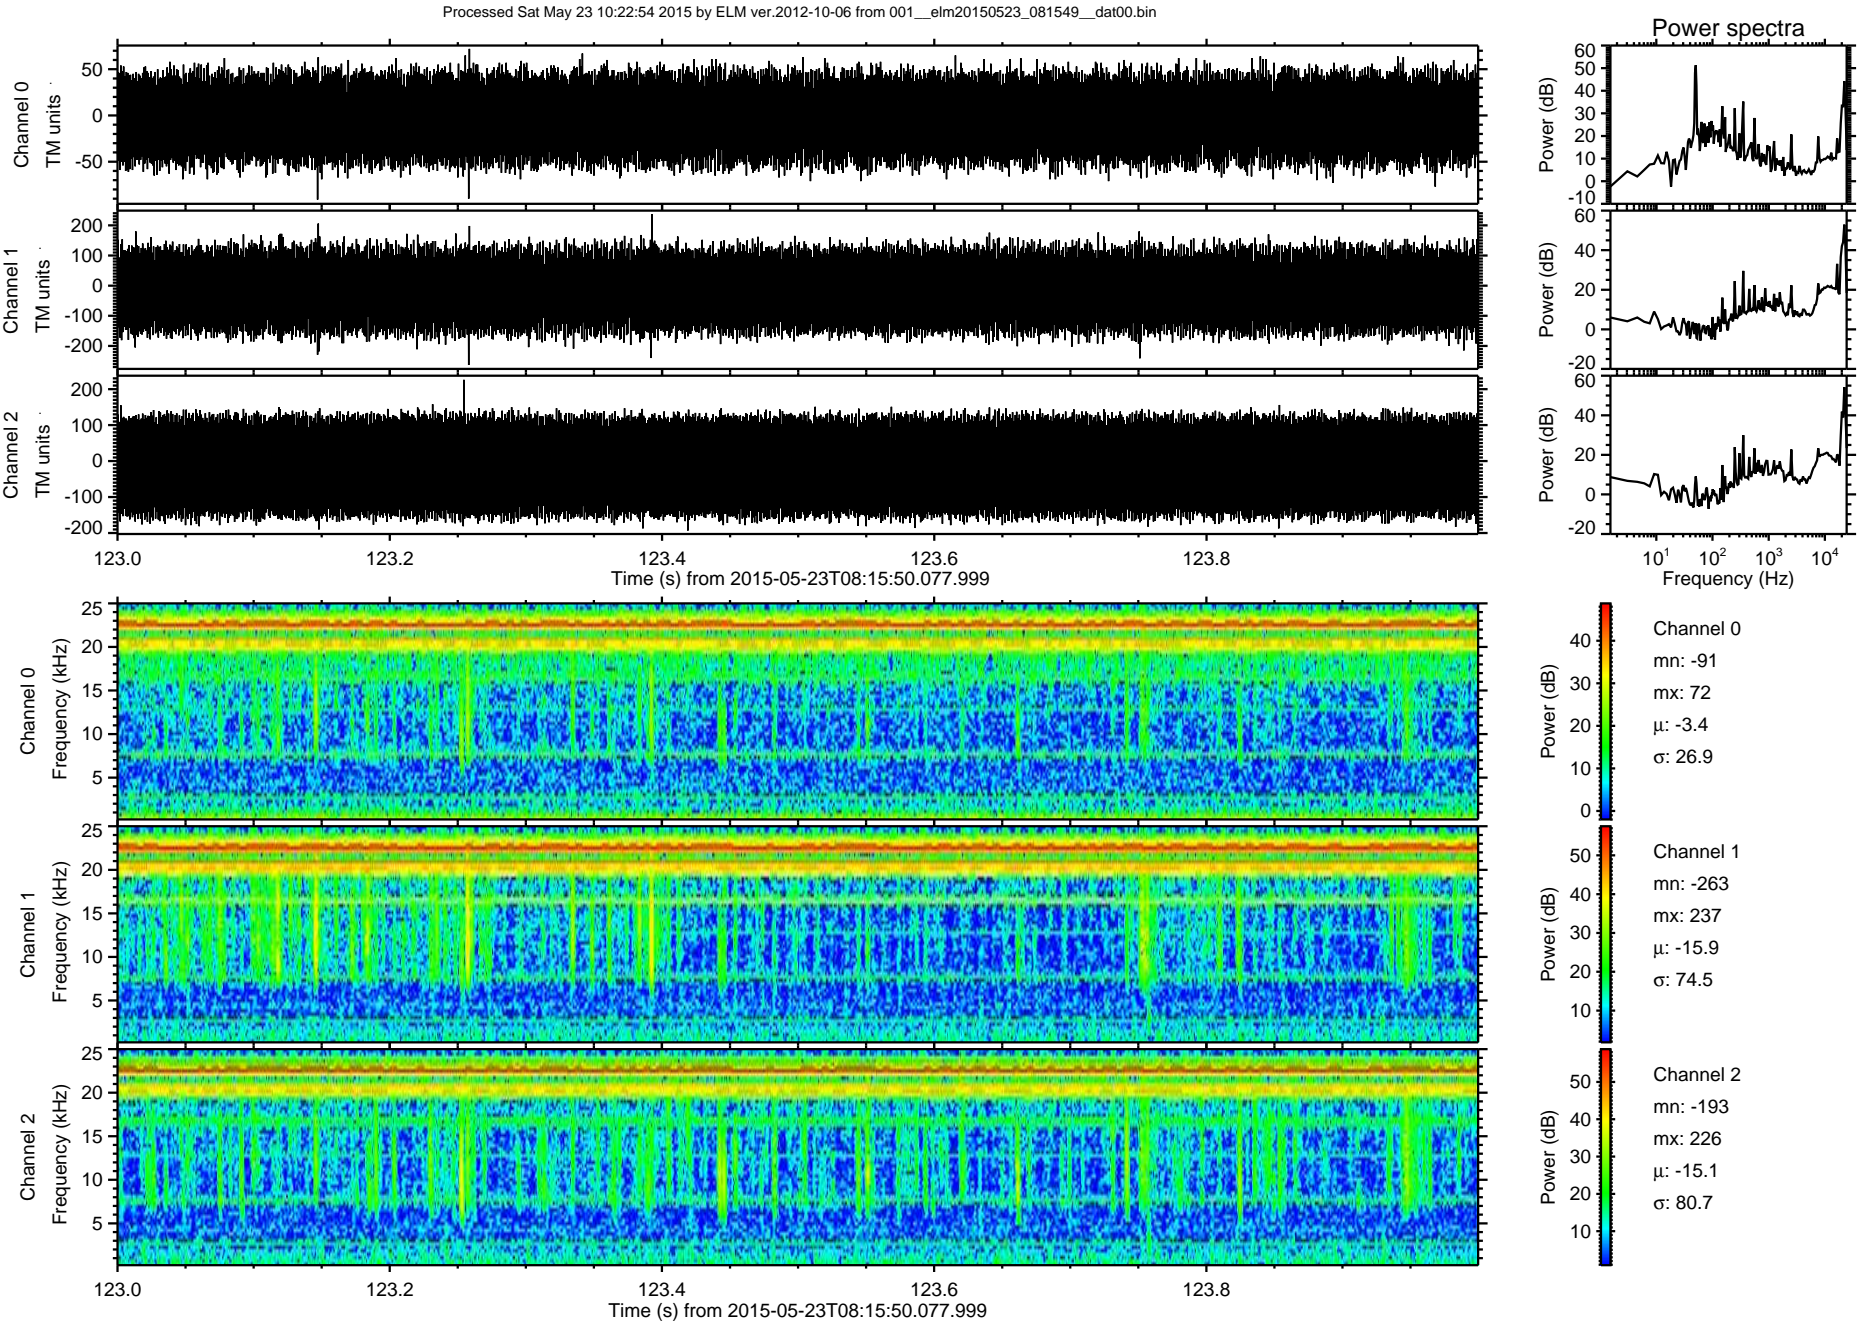 Processed Sat May 23 10:22:54 2015 by ELM ver.2012-10-06 from 001__elm20150523_081549__dat00.bin
Power spectra
Channel 0
TM units
50
0
-50
Power (dB)
60
50
40
30
20
10
0
-10
Channel 1
TM units
200
100
0
-100
-200
Power (dB)
60
40
20
0
-20
Channel 2
TM units
200
100
0
-100
-200
Power (dB)
60
40
20
0
-20
123.0 123.2 123.4 123.6 123.8
Time (s) from 2015-05-23T08:15:50.077.999
10^1 10^2 10^3 10^4
Frequency (Hz)
Channel 0
Frequency (kHz)
25
20
15
10
5
Power (dB)
40
30
20
10
0
Channel 0
mn: -91
mx: 72
μ: -3.4
σ: 26.9
Channel 1
Frequency (kHz)
25
20
15
10
5
Power (dB)
50
40
30
20
10
Channel 1
mn: -263
mx: 237
μ: -15.9
σ: 74.5
Channel 2
Frequency (kHz)
25
20
15
10
5
Power (dB)
50
40
30
20
10
Channel 2
mn: -193
mx: 226
μ: -15.1
σ: 80.7
123.0 123.2 123.4 123.6 123.8
Time (s) from 2015-05-23T08:15:50.077.999